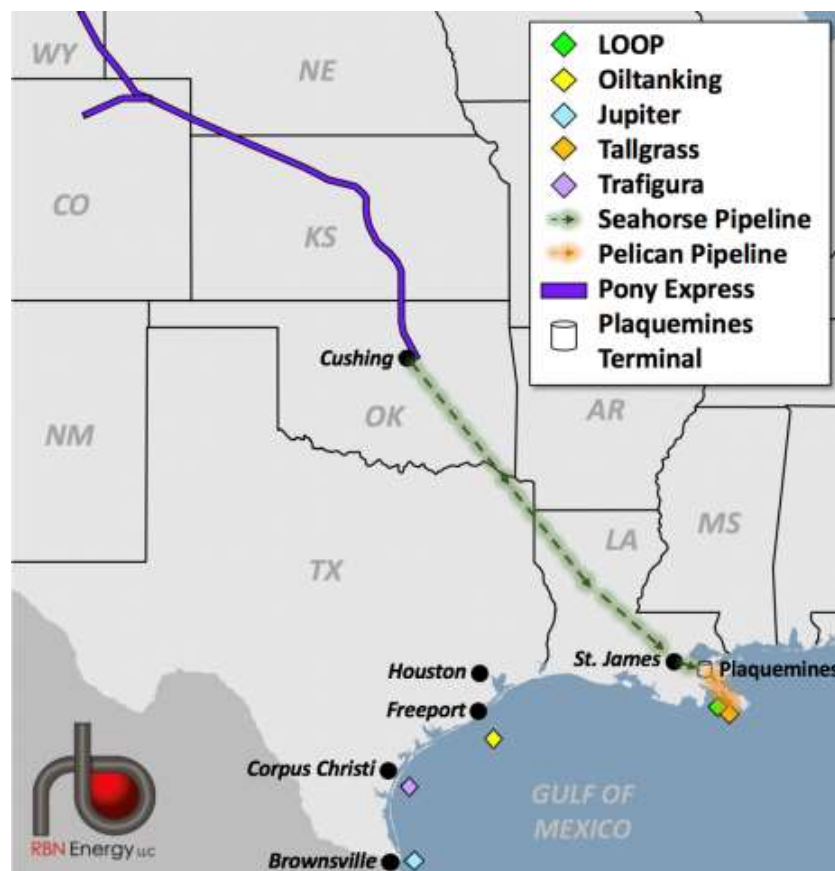 WY
NE
CO
KS
LOOP
Oiltanking
Jupiter
Tallgrass
Trafigura
Seahorse Pipeline
Pelican Pipeline
Pony Express
Plaquemines
Terminal
Cushing
OK
AR
NM
MS
LA
TX
St. James
Plaquemines
Houston
Freeport
Corpus Christi
GULF OF
MEXICO
Brownsville
rb
RBN Energy LLC